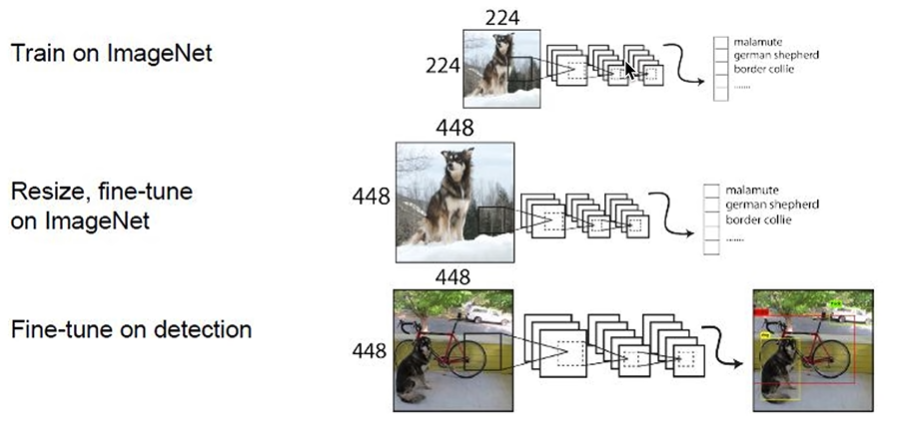 Train on ImageNet
224
224
malamute
german shepherd
border collie
......
Resize, fine-tune
on ImageNet
448
448
malamute
german shepherd
border collie
......
Fine-tune on detection
448
448